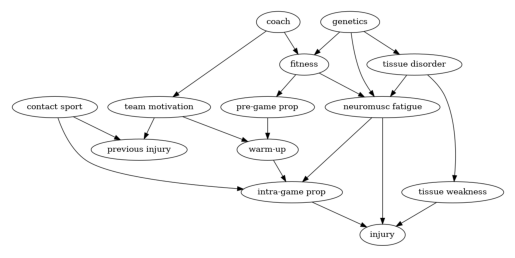 coach
genetics
fitness
tissue disorder
contact sport
team motivation
pre-game prop
neuromusc fatigue
previous injury
warm-up
intra-game prop
tissue weakness
injury